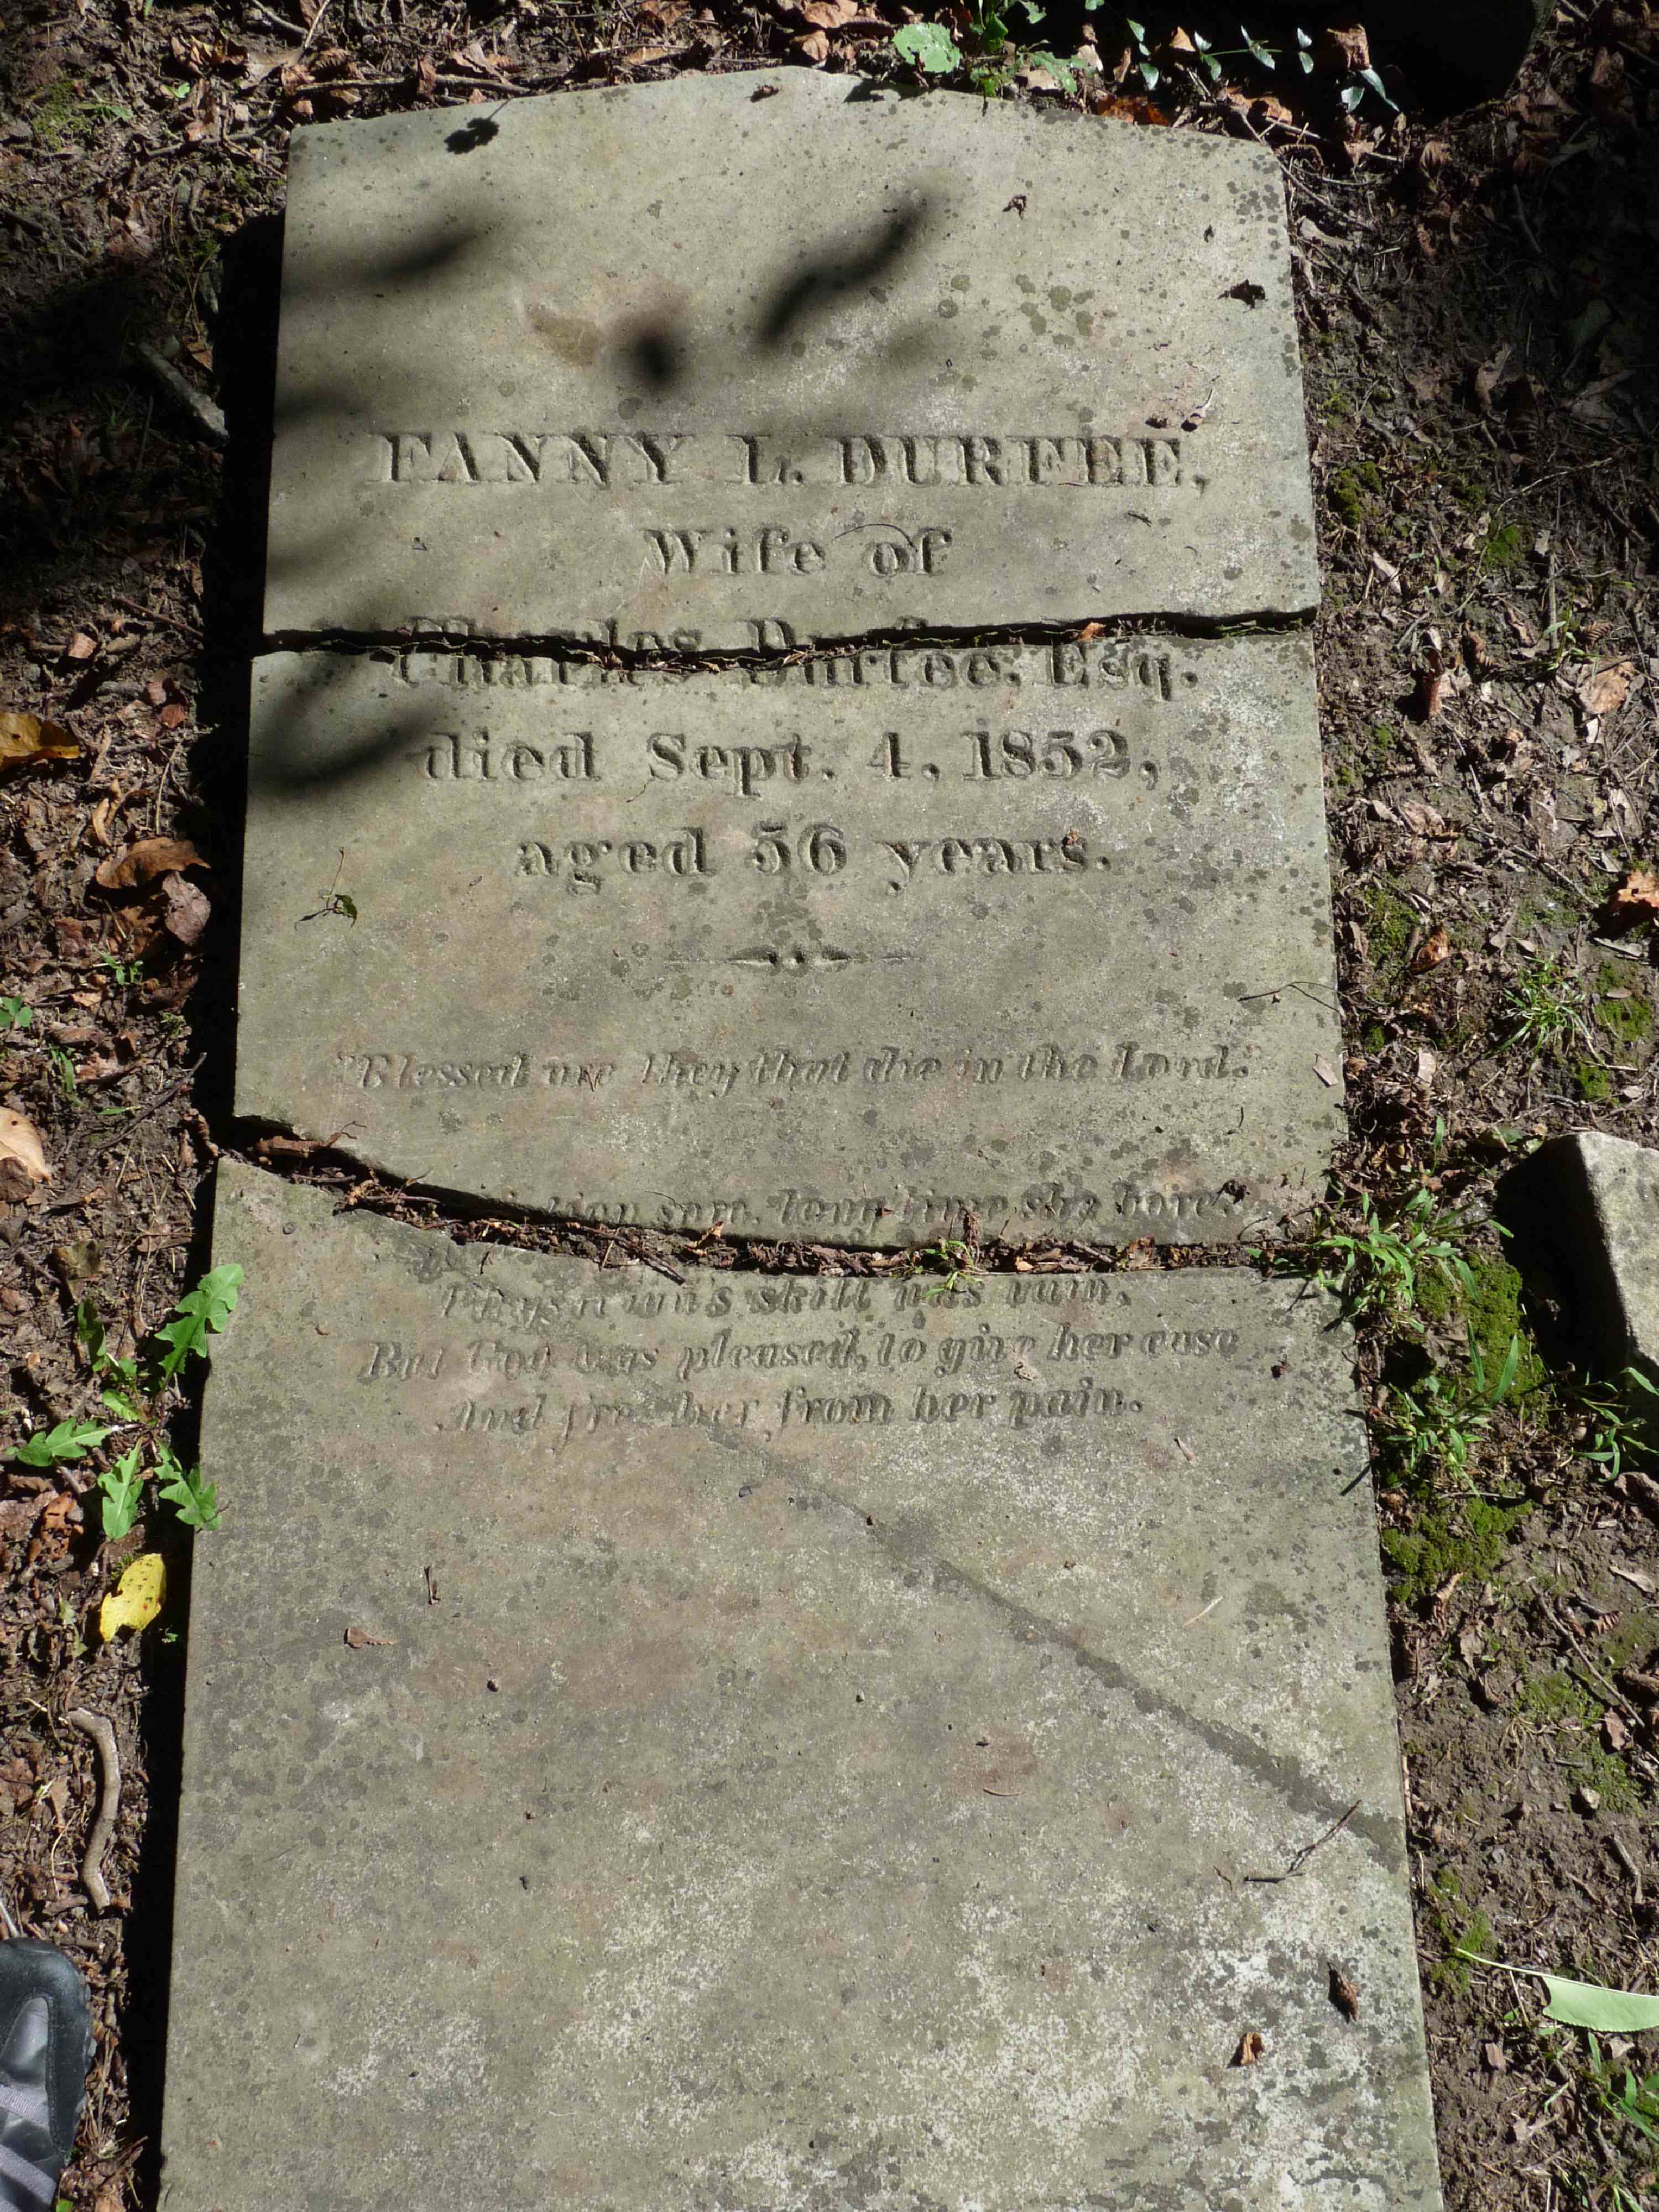 FANNY L. DURFEE,
Wife of
Charles Durfee, Esq.
died Sept. 4, 1852,
aged 56 years.
"Blessed are they that die in the Lord."
sore, long time she bore,
Physicians skill was vain,
But God was pleased, to give her ease
And free her from her pain.